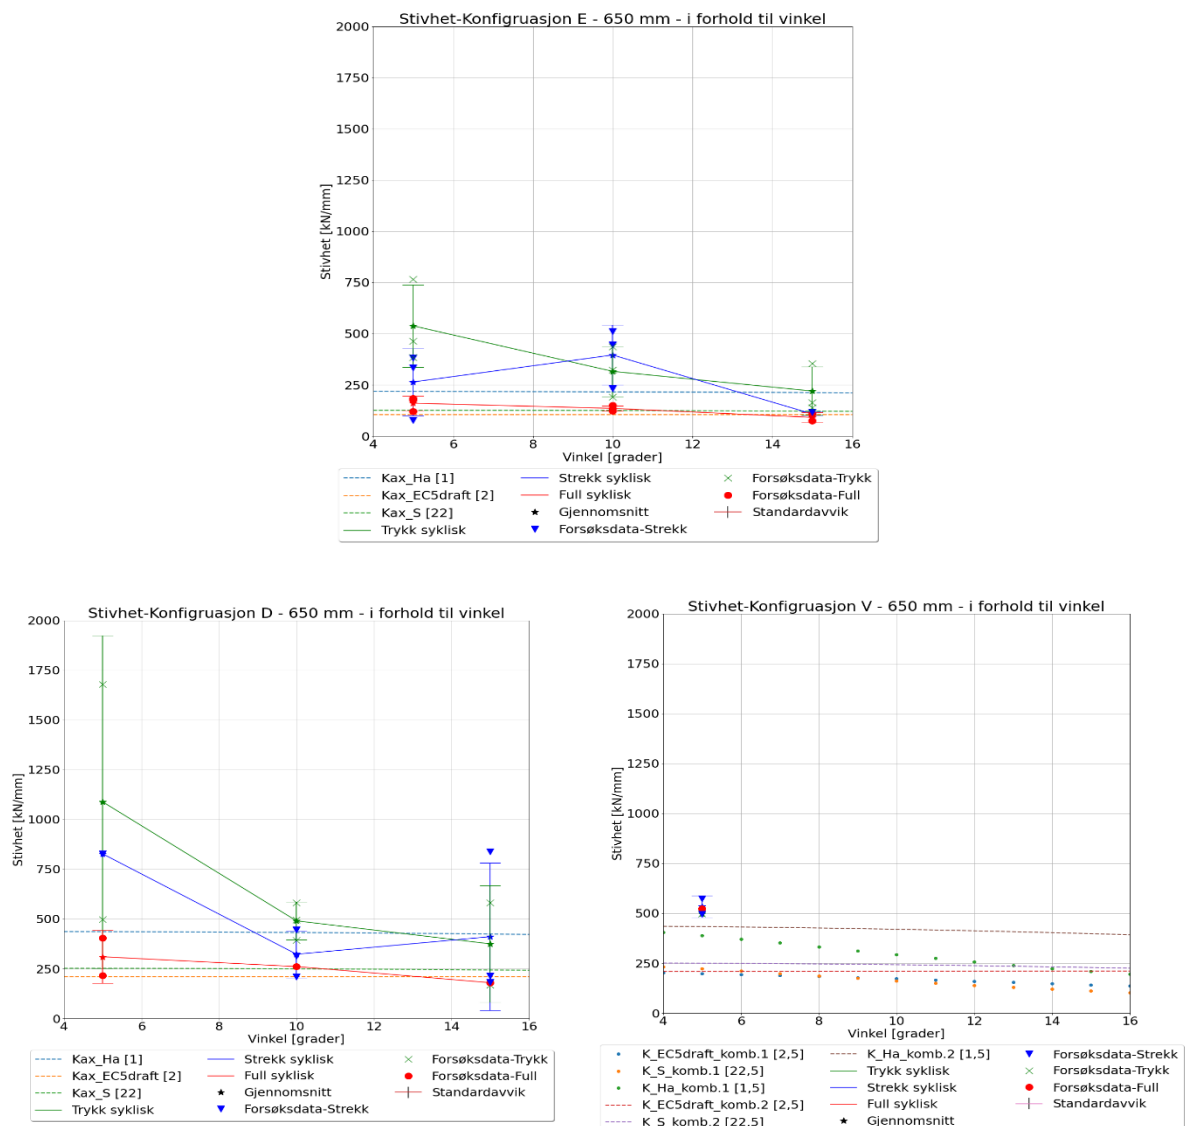 Stivhet-Konfigruasjon E - 650 mm - i forhold til vinkel
2000
1750
1500
1250
1000
750
500
250
0
Stivhet [kN/mm]
4 6 8 10 12 14 16
Vinkel [grader]
Kax_Ha [1]
Kax_EC5draft [2]
Kax_S [22]
Trykk syklisk
Strekk syklisk
Full syklisk
Gjennomsnitt
Forsøksdata-Strekk
Forsøksdata-Trykk
Forsøksdata-Full
Standardavvik
Stivhet-Konfigruasjon D - 650 mm - i forhold til vinkel
2000
1750
1500
1250
1000
750
500
250
0
Stivhet [kN/mm]
4 6 8 10 12 14 16
Vinkel [grader]
Kax_Ha [1]
Kax_EC5draft [2]
Kax_S [22]
Trykk syklisk
Strekk syklisk
Full syklisk
Gjennomsnitt
Forsøksdata-Strekk
Forsøksdata-Trykk
Forsøksdata-Full
Standardavvik
Stivhet-Konfigruasjon V - 650 mm - i forhold til vinkel
2000
1750
1500
1250
1000
750
500
250
0
Stivhet [kN/mm]
4 6 8 10 12 14 16
Vinkel [grader]
K_EC5draft_komb.1 [2,5]
K_S_komb.1 [22,5]
K_Ha_komb.1 [1,5]
K_EC5draft_komb.2 [2,5]
K_S_komb.2 [22,5]
K_Ha_komb.2 [1,5]
Trykk syklisk
Strekk syklisk
Full syklisk
Gjennomsnitt
Forsøksdata-Strekk
Forsøksdata-Trykk
Forsøksdata-Full
Standardavvik